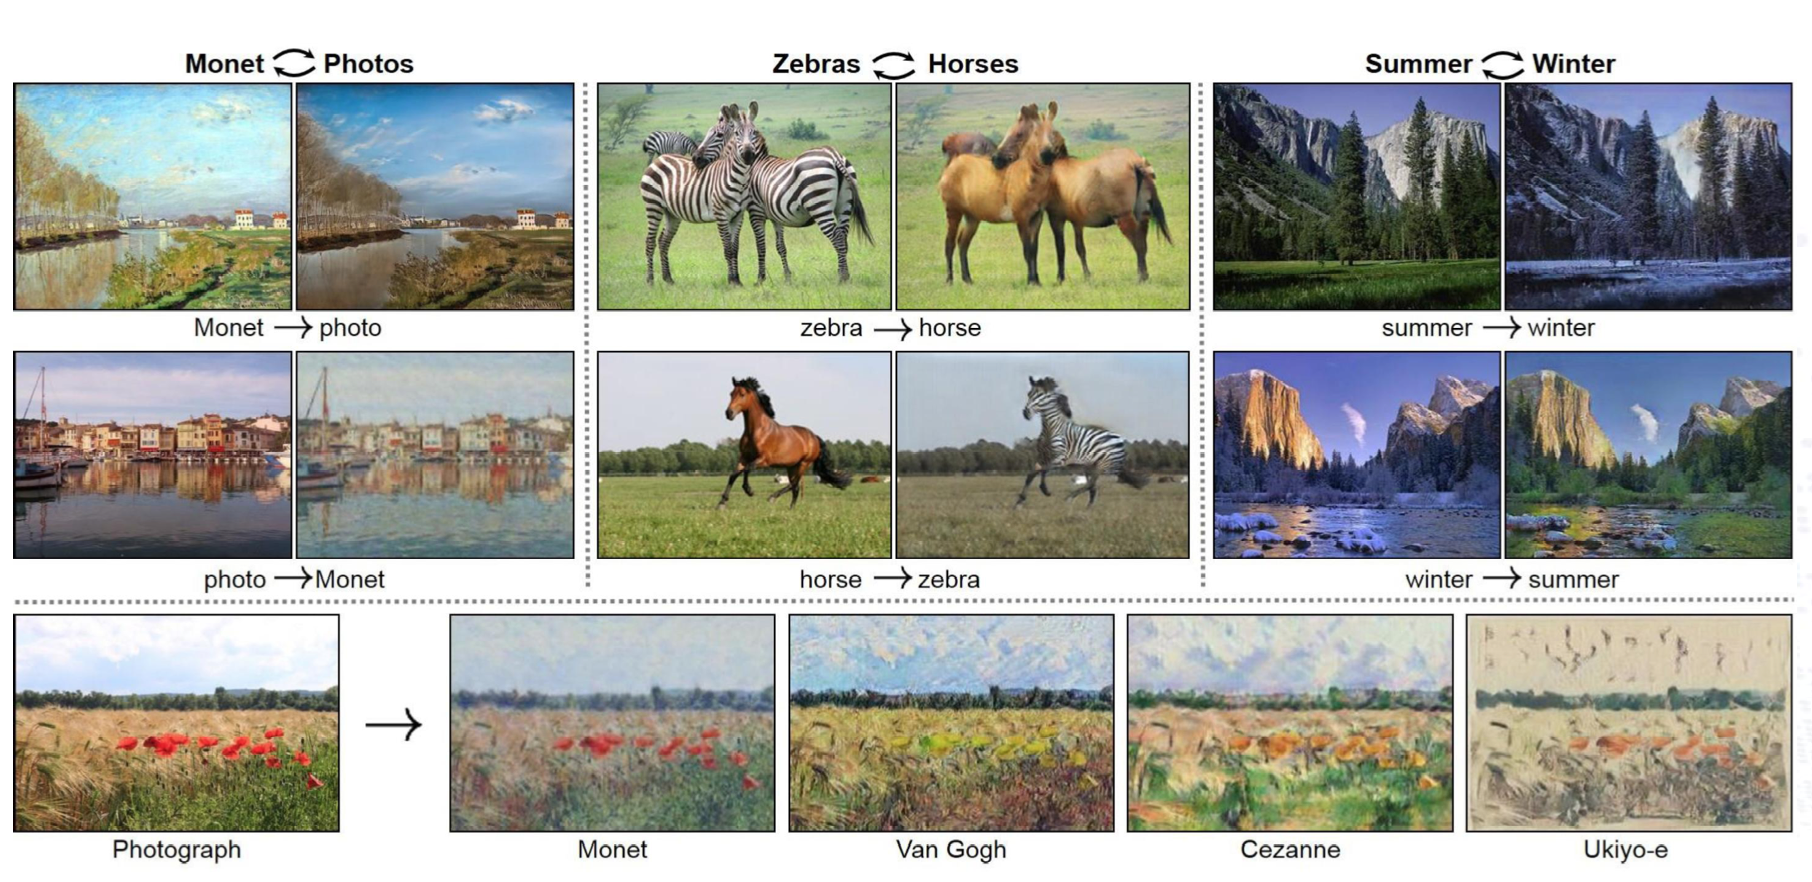 Monet Photos
Zebras Horses
Summer Winter
Monet → photo
zebra → horse
summer → winter
photo → Monet
horse → zebra
winter → summer
Photograph
Monet
Van Gogh
Cezanne
Ukiyo-e